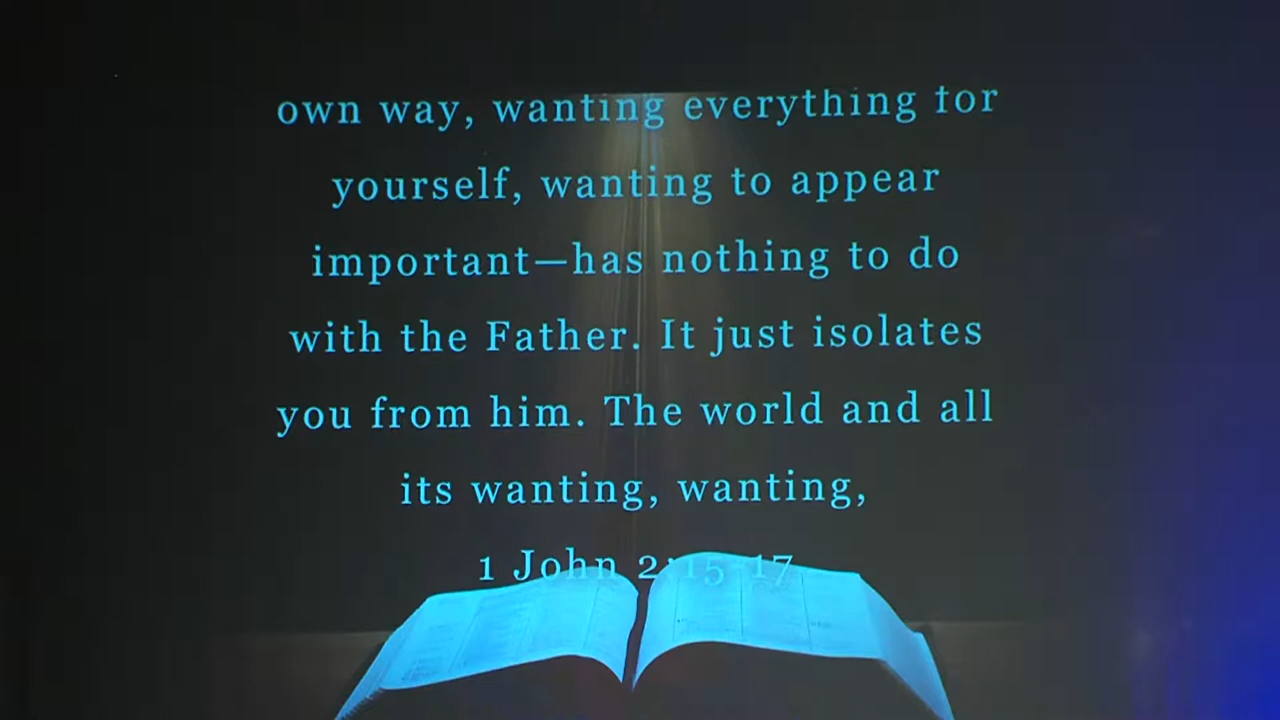 own way, wanting everything for
yourself, wanting to appear
important—has nothing to do
with the Father. It just isolates
you from him. The world and all
its wanting, wanting,
1 John 2:15-17